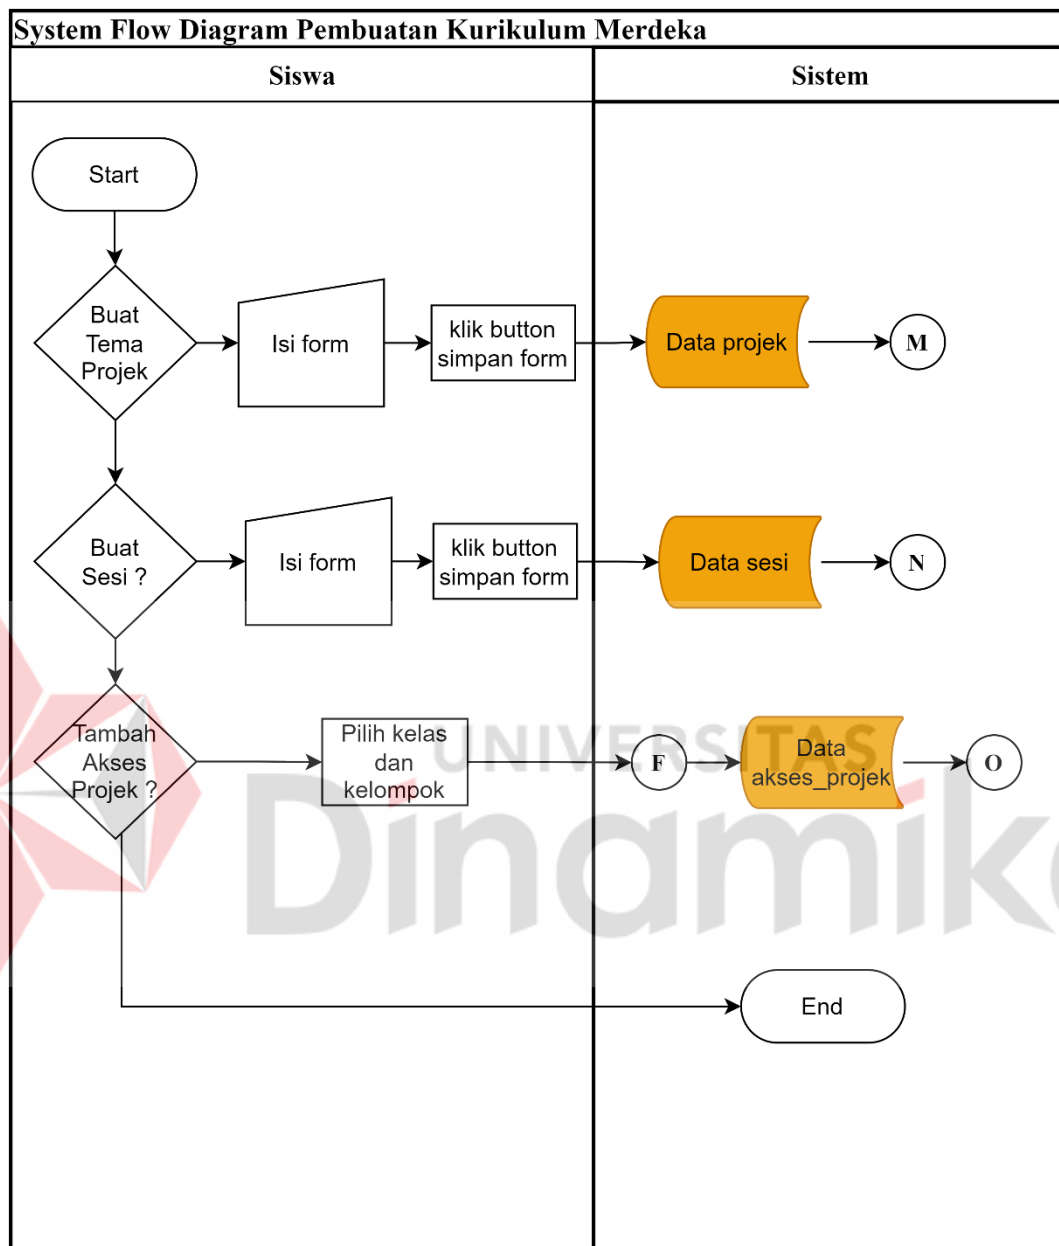 System Flow Diagram Pembuatan Kurikulum Merdeka
Siswa
Sistem
Start
Buat
Tema
Projek
Isi form
klik button
simpan form
Data projek
M
Buat
Sesi ?
Isi form
klik button
simpan form
Data sesi
N
Tambah
Akses
Projek ?
Pilih kelas
dan
kelompok
F
Data
akses_projek
O
UNIVERSITAS
Dinamika
End